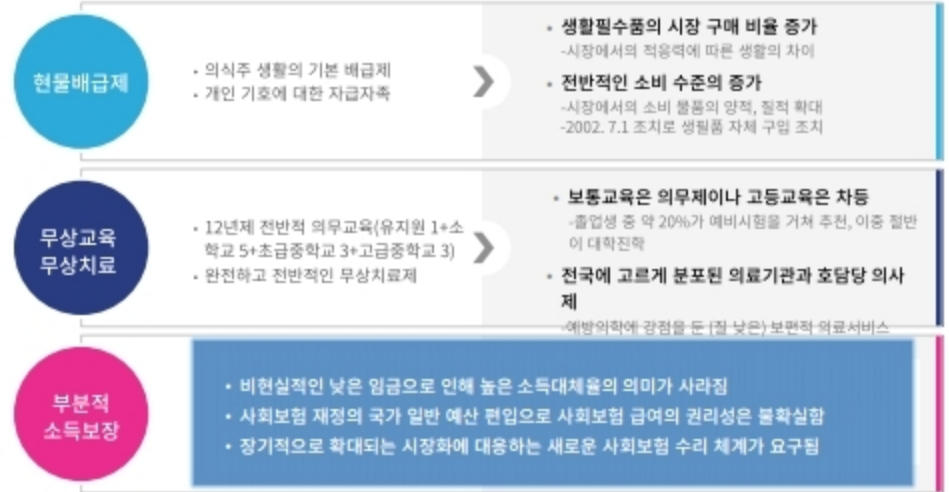 현물배급제
• 의식주 생활의 기본 배급제
• 개인 기호에 대한 자급자족
• 생활필수품의 시장 구매 비율 증가
-시장에서의 적응력에 따른 생활의 차이
• 전반적인 소비 수준의 증가
-시장에서의 소비 물품의 양적, 질적 확대
-2002. 7.1 조치로 생필품 자체 구입 조치
무상교육
무상치료
• 12년제 전반적 의무교육(유지원 1+소
학교 5+초급중학교 3+고급중학교 3)
• 완전하고 전반적인 무상치료제
• 보통교육은 의무제이나 고등교육은 차등
-졸업생 중 약 20%가 예비시험을 거쳐 추천, 이중 절반
이 대학진학
• 전국에 고르게 분포된 의료기관과 호담당 의사
제
-예방의학에 강점을 둔 (질 낮은) 보편적 의료서비스
부분적
소득보장
• 비현실적인 낮은 임금으로 인해 높은 소득대체율의 의미가 사라짐
• 사회보험 재정의 국가 일반 예산 편입으로 사회보험 급여의 권리성은 불확실함
• 장기적으로 확대되는 시장화에 대응하는 새로운 사회보험 수리 체계가 요구됨